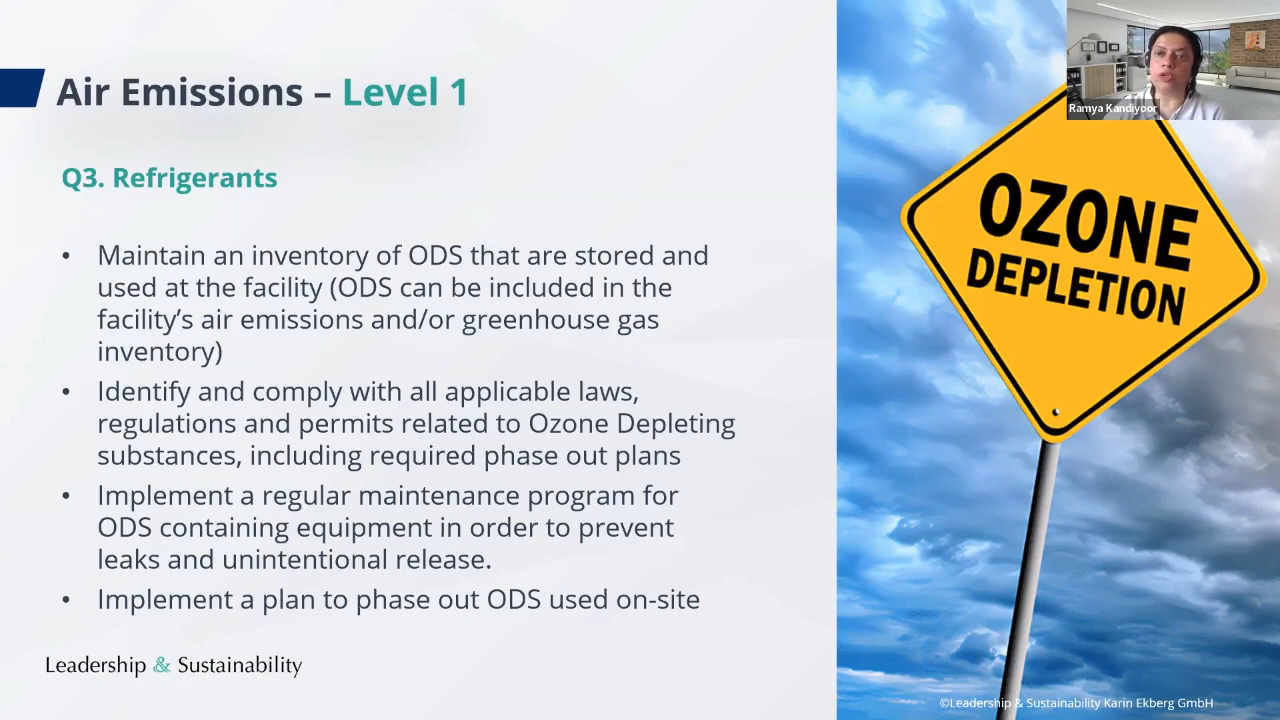 Air Emissions – Level 1
Q3. Refrigerants
• Maintain an inventory of ODS that are stored and
used at the facility (ODS can be included in the
facility’s air emissions and/or greenhouse gas
inventory)
• Identify and comply with all applicable laws,
regulations and permits related to Ozone Depleting
substances, including required phase out plans
• Implement a regular maintenance program for
ODS containing equipment in order to prevent
leaks and unintentional release.
• Implement a plan to phase out ODS used on-site
Leadership & Sustainability
Ramya Kandiyoor
OZONE
DEPLETION
©Leadership & Sustainability Karin Ekberg GmbH